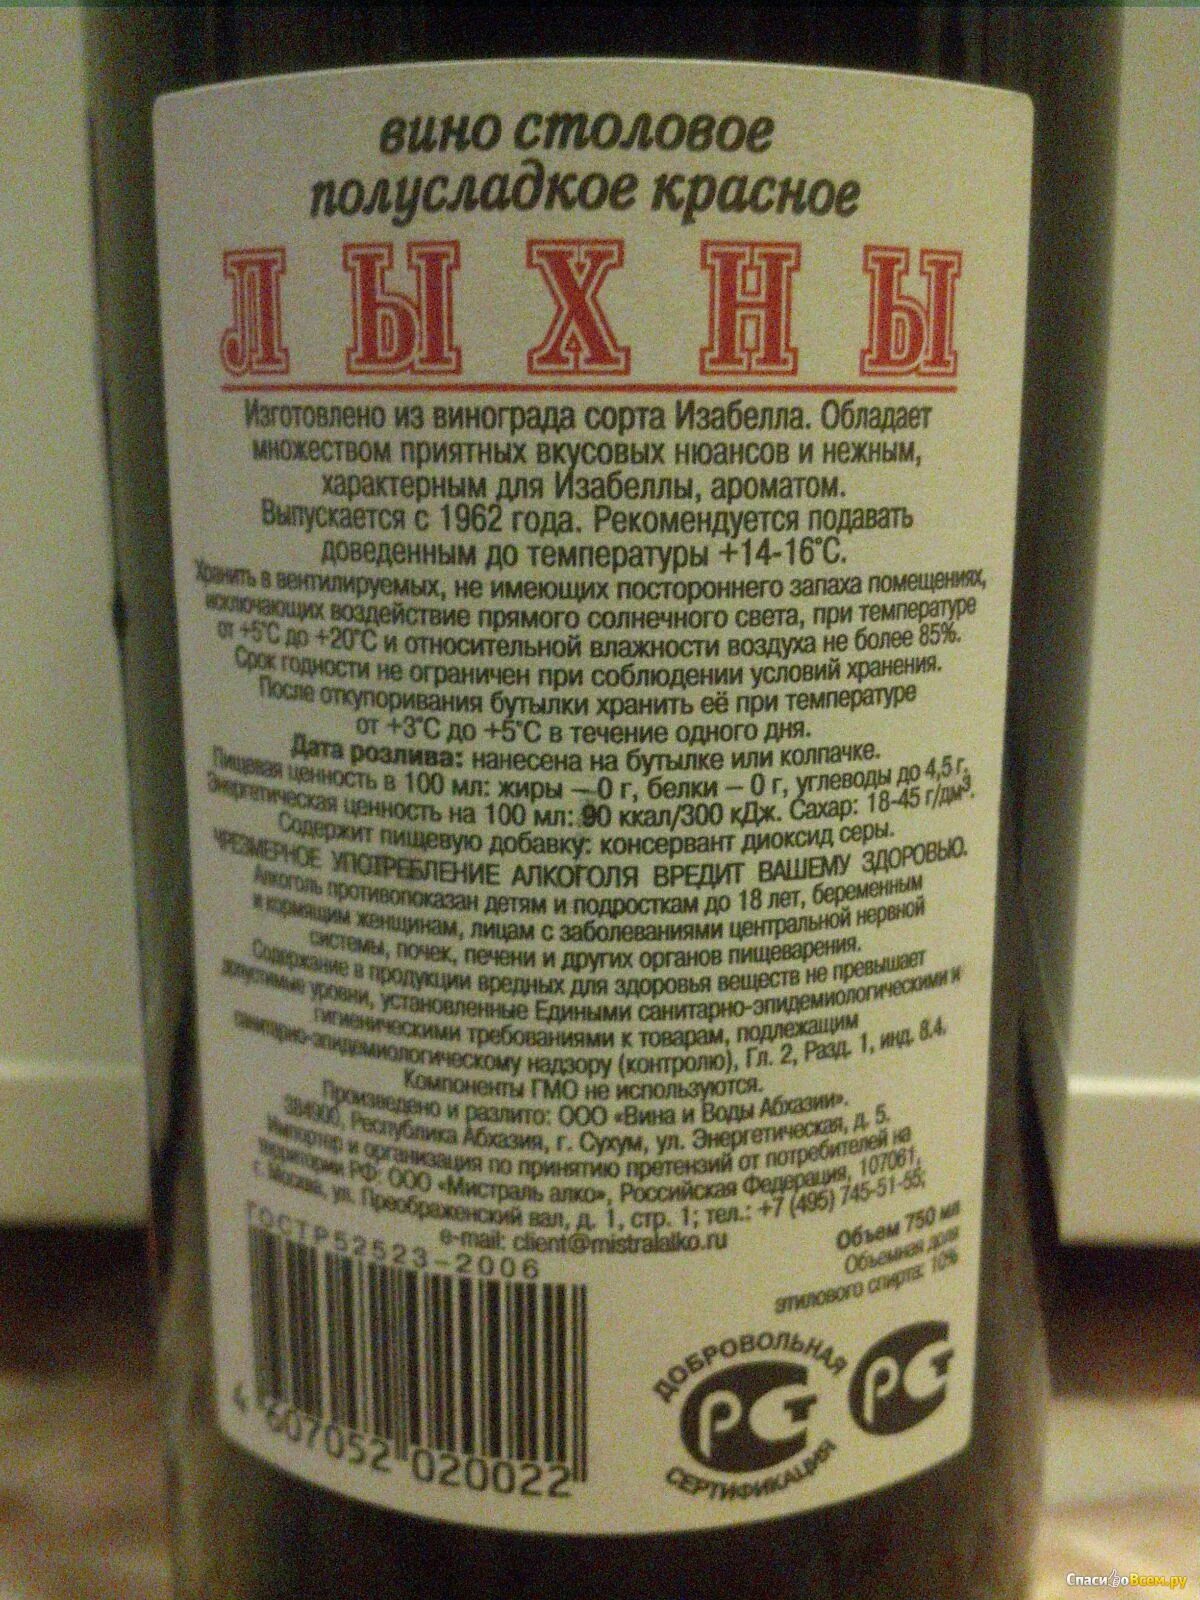 вино столовое
полусладкое красное
ЛЫХНЫ
Изготовлено из винограда сорта Изабелла. Обладает
множеством приятных вкусовых нюансов и нежным,
характерным для Изабеллы, ароматом.
Выпускается с 1962 года. Рекомендуется подавать
доведенным до температуры +14-16°С.
Хранить в вентилируемых, не имеющих постороннего запаха помещениях,
исключающих воздействие прямого солнечного света, при температуре
от +5°С до +20°С и относительной влажности воздуха не более 85%.
Срок годности не ограничен при соблюдении условий хранения.
После откупоривания бутылки хранить её при температуре
от +3°С до +5°С в течение одного дня.
Дата розлива: нанесена на бутылке или колпачке.
Пищевая ценность в 100 мл: жиры – 0 г, белки – 0 г, углеводы до 4,5 г.
Энергетическая ценность на 100 мл: 90 ккал/300 кДж. Сахар: 18-45 г/дм³.
Содержит пищевую добавку: консервант диоксид серы.
ЧРЕЗМЕРНОЕ УПОТРЕБЛЕНИЕ АЛКОГОЛЯ ВРЕДИТ ВАШЕМУ ЗДОРОВЬЮ.
Алкоголь противопоказан детям и подросткам до 18 лет, беременным
и кормящим женщинам, лицам с заболеваниями центральной нервной
системы, почек, печени и других органов пищеварения.
Содержание в продукции вредных для здоровья веществ не превышает
допустимые уровни, установленные Едиными санитарно-эпидемиологическими и
гигиеническими требованиями к товарам, подлежащим
санитарно-эпидемиологическому надзору (контролю), Гл. 2, Разд. 1, инд. 8.4.
Компоненты ГМО не используются.
Произведено и разлито: ООО «Вина и Воды Абхазии».
384900, Республика Абхазия, г. Сухум, ул. Энергетическая, д. 5.
Импортер и организация по принятию претензий от потребителей на
территории РФ: ООО «Мистраль алко», Российская Федерация, 107061,
г. Москва, ул. Преображенский вал, д. 1, стр. 1; тел.: +7 (495) 745-51-55;
e-mail: client@mistralalko.ru
ГОСТР52523-2006
Объем 750 мл
Объемная доля
этилового спирта: 10%
4 607052 020022
ДОБРОВОЛЬНАЯ
РСТ
СЕРТИФИКАЦИЯ
РСТ
СпасибоВсем.ру